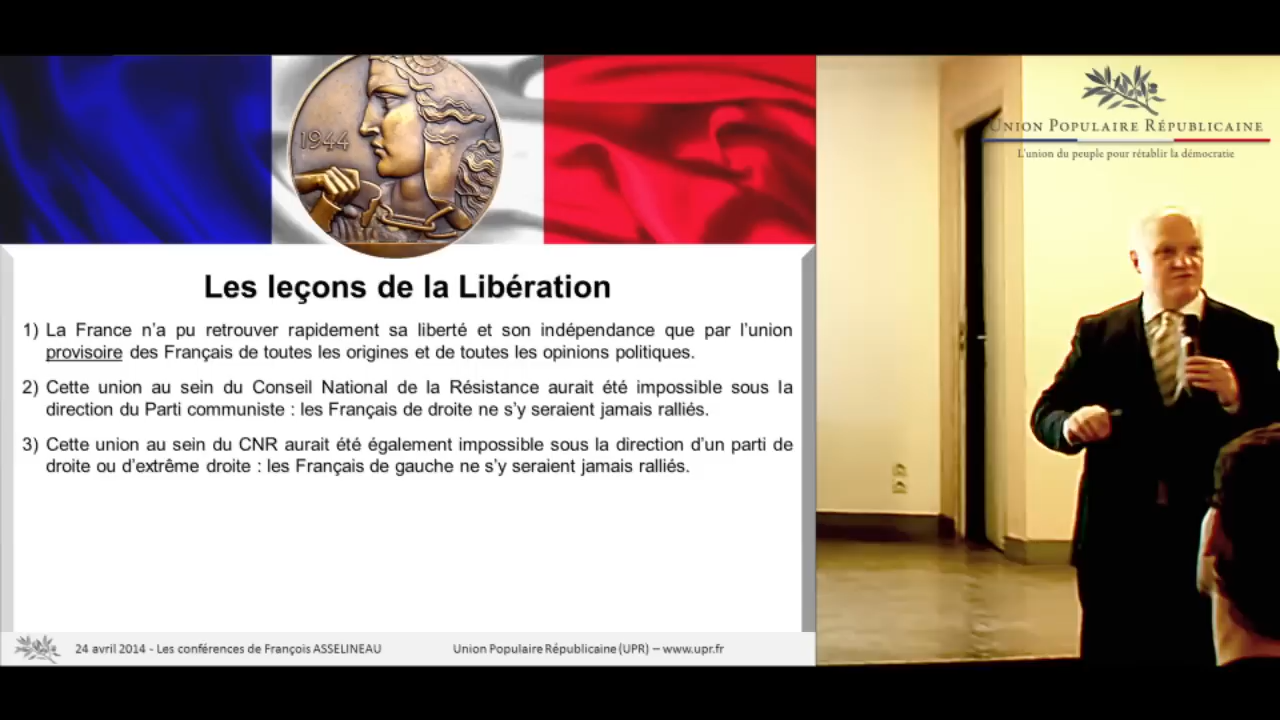 1944
Les leçons de la Libération
1) La France n'a pu retrouver rapidement sa liberté et son indépendance que par l'union
provisoire des Français de toutes les origines et de toutes les opinions politiques.
2) Cette union au sein du Conseil National de la Résistance aurait été impossible sous la
direction du Parti communiste : les Français de droite ne s'y seraient jamais ralliés.
3) Cette union au sein du CNR aurait été également impossible sous la direction d'un parti de
droite ou d'extrême droite : les Français de gauche ne s'y seraient jamais ralliés.
24 avril 2014 - Les conférences de François ASSELINEAU
Union Populaire Républicaine (UPR) – www.upr.fr
UNION POPULAIRE RÉPUBLICAINE
L'union du peuple pour rétablir la démocratie